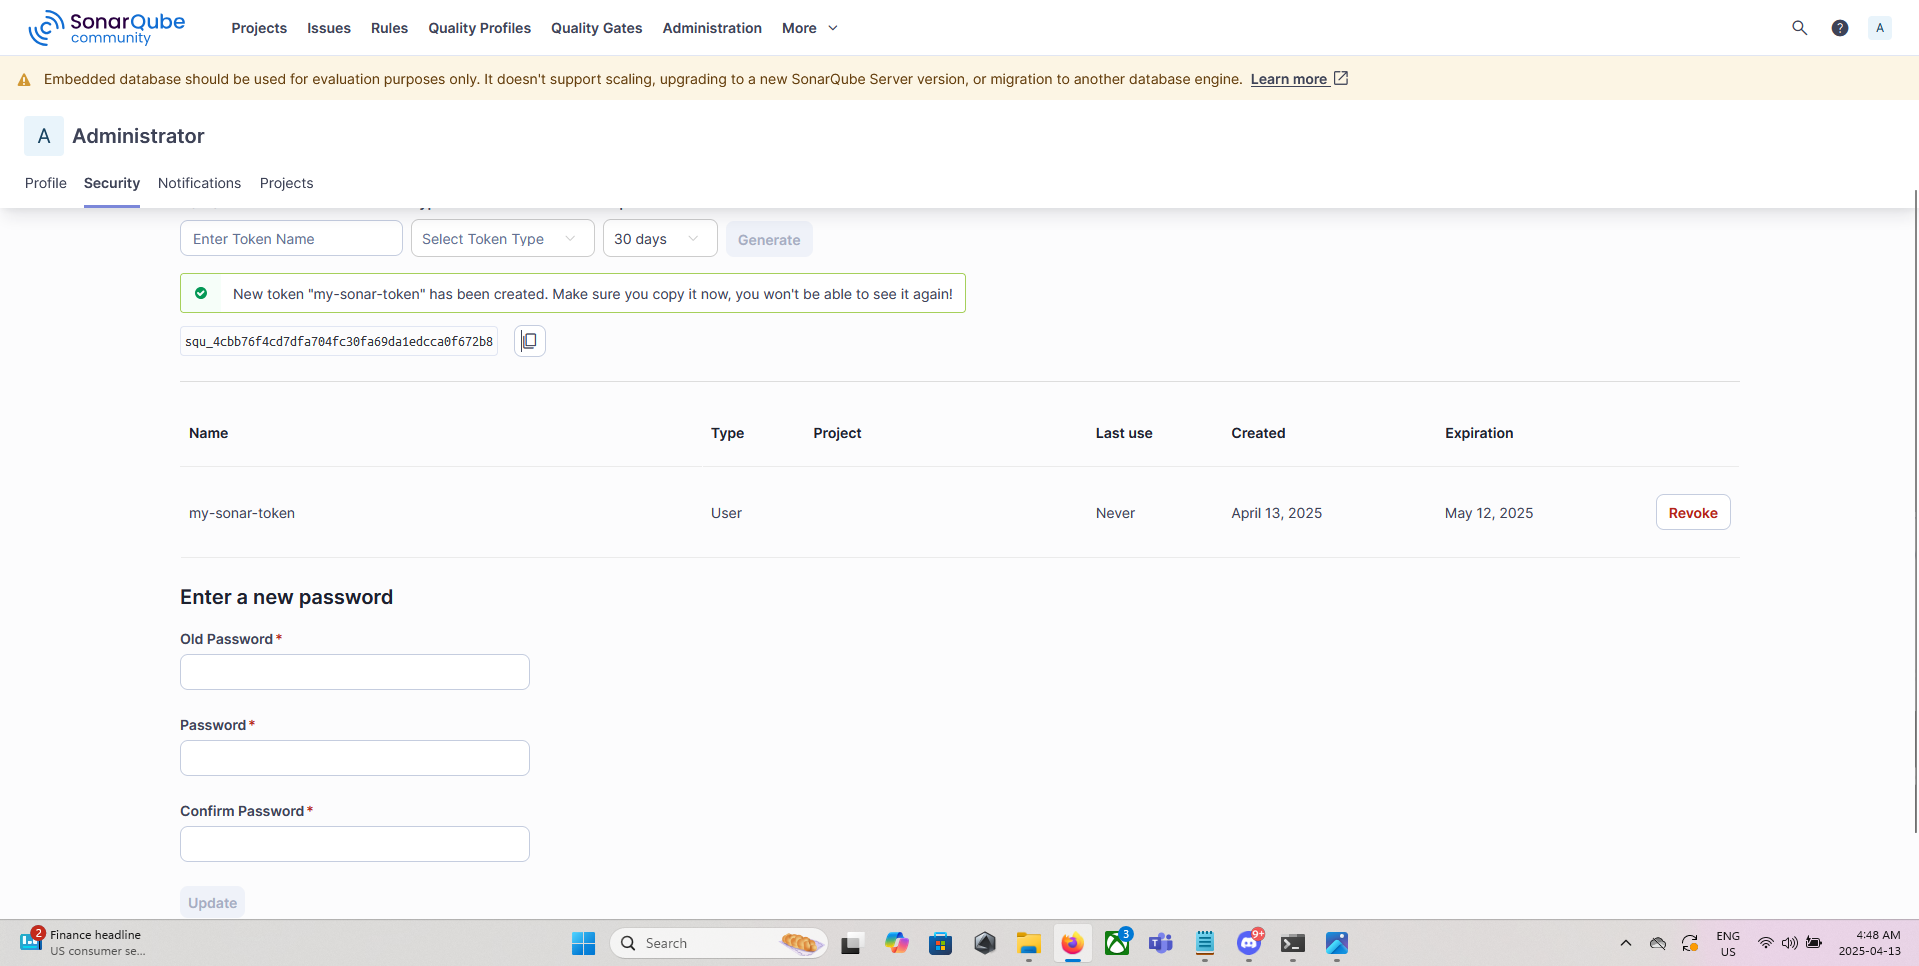 SonarQube
community
Projects Issues Rules Quality Profiles Quality Gates Administration More
? A
Embedded database should be used for evaluation purposes only. It doesn't support scaling, upgrading to a new SonarQube Server version, or migration to another database engine. Learn more
A Administrator
Profile Security Notifications Projects
Enter Token Name Select Token Type 30 days Generate
New token "my-sonar-token" has been created. Make sure you copy it now, you won't be able to see it again!
squ_4cbb76f4cd7dfa704fc30fa69da1edcca0f672b8
Name Type Project Last use Created Expiration
my-sonar-token User Never April 13, 2025 May 12, 2025 Revoke
Enter a new password
Old Password *
Password *
Confirm Password *
Update
2 Finance headline
US consumer se...
Search
3
9+
ENG
US
4:48 AM
2025-04-13